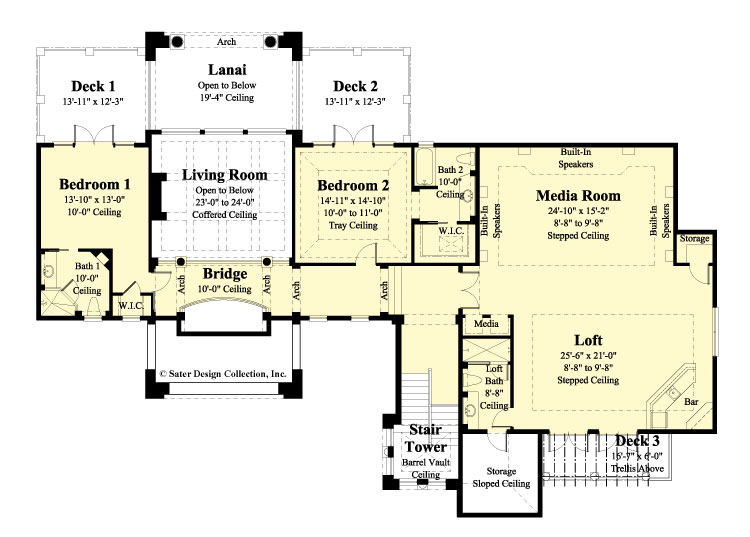 Arch
Lanai
Open to Below
19'-4" Ceiling
Deck 1
13'-11" x 12'-3"
Deck 2
13'-11" x 12'-3"
Bedroom 1
13'-10" x 13'-0"
10'-0" Ceiling
Living Room
Open to Below
23'-0" to 24'-0"
Coffered Ceiling
Bedroom 2
14'-11" x 14'-10"
10'-0" to 11'-0"
Tray Ceiling
Bath 2
10'-0"
Ceiling
W.I.C.
Built-In
Speakers
Media Room
24'-10" x 15'-2"
8'-8" to 9'-8"
Stepped Ceiling
Built-In
Speakers
Built-In
Speakers
Storage
Bath 1
10'-0"
Ceiling
W.I.C.
Arch
Bridge
10'-0" Ceiling
Arch
Arch
Arch
Media
Loft
25'-6" x 21'-0"
8'-8" to 9'-8"
Stepped Ceiling
Bar
Loft
Bath
8'-8"
Ceiling
© Sater Design Collection, Inc.
Stair
Tower
Barrel Vault
Ceiling
Storage
Sloped Ceiling
Deck 3
16'-7" x 6'-0"
Trellis Above